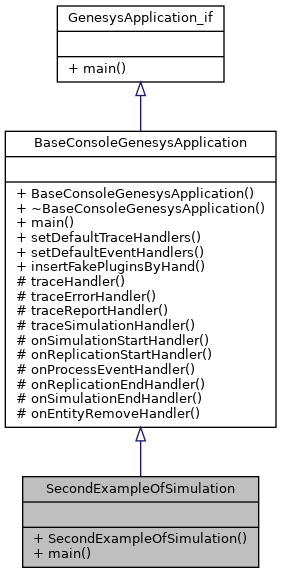 GenesysApplication_if
+ main()
BaseConsoleGenesysApplication
+ BaseConsoleGenesysApplication()
+ ~BaseConsoleGenesysApplication()
+ main()
+ setDefaultTraceHandlers()
+ setDefaultEventHandlers()
+ insertFakePluginsByHand()
# traceHandler()
# traceErrorHandler()
# traceReportHandler()
# traceSimulationHandler()
# onSimulationStartHandler()
# onReplicationStartHandler()
# onProcessEventHandler()
# onReplicationEndHandler()
# onSimulationEndHandler()
# onEntityRemoveHandler()
SecondExampleOfSimulation
+ SecondExampleOfSimulation()
+ main()